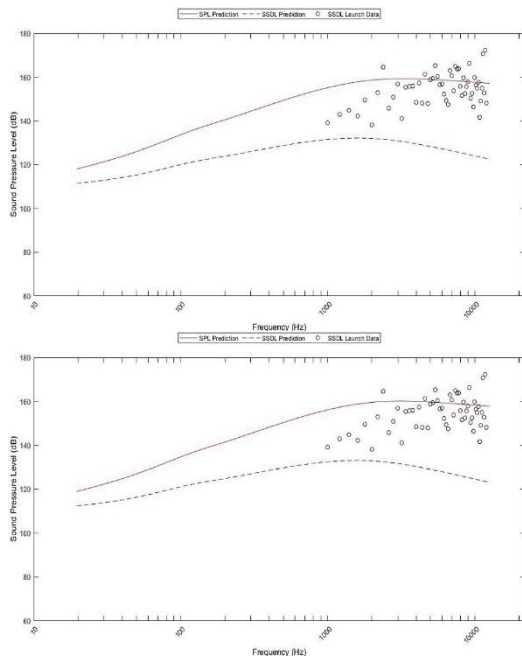 SPL Prediction SSDL Prediction SSDL Launch Data
180
160
140
120
100
80
60
Sound Pressure Level (dB)
10 100 1000 10000
Frequency (Hz)
SPL Prediction SSDL Prediction SSDL Launch Data
180
160
140
120
100
80
60
Sound Pressure Level (dB)
10 100 1000 10000
Frequency (Hz)